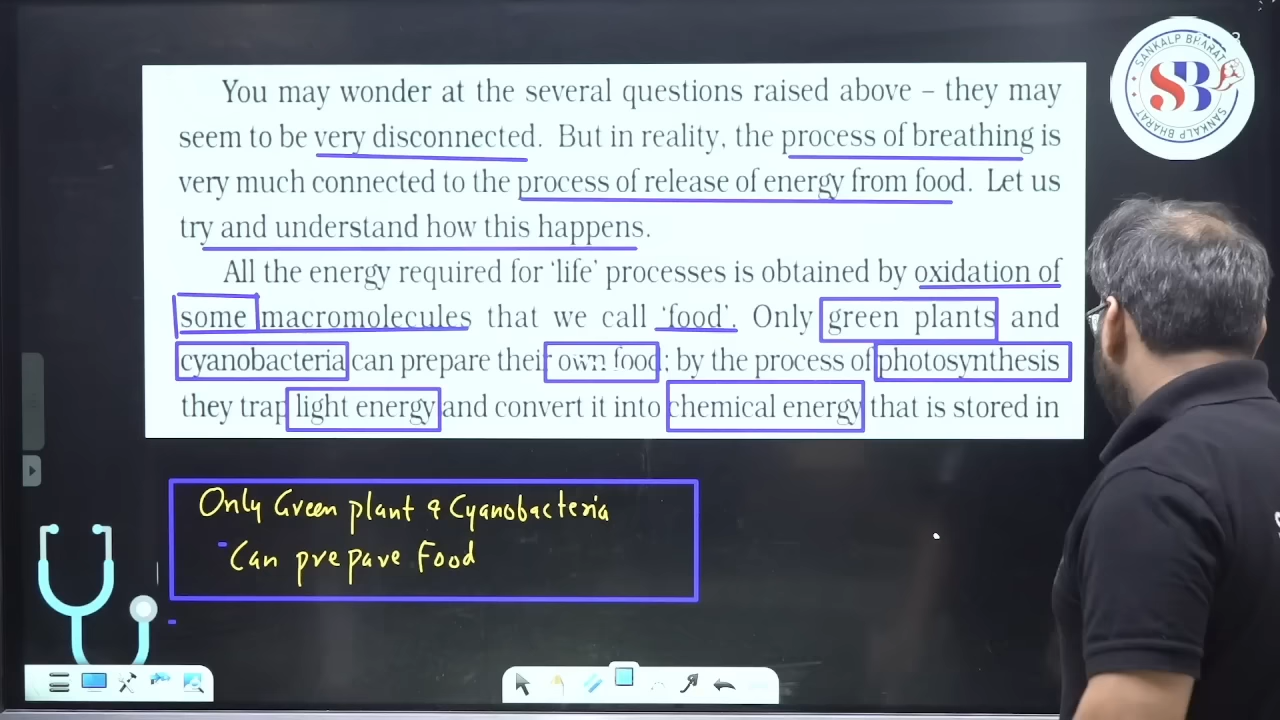 SANKALP BHARAT
SB
SANKALP BHARAT
You may wonder at the several questions raised above – they may
seem to be very disconnected. But in reality, the process of breathing is
very much connected to the process of release of energy from food. Let us
try and understand how this happens.
All the energy required for ‘life’ processes is obtained by oxidation of
some macromolecules that we call ‘food’. Only green plants and
cyanobacteria can prepare their own food; by the process of photosynthesis
they trap light energy and convert it into chemical energy that is stored in
Only Green plant & Cyanobacteria
Can prepare Food